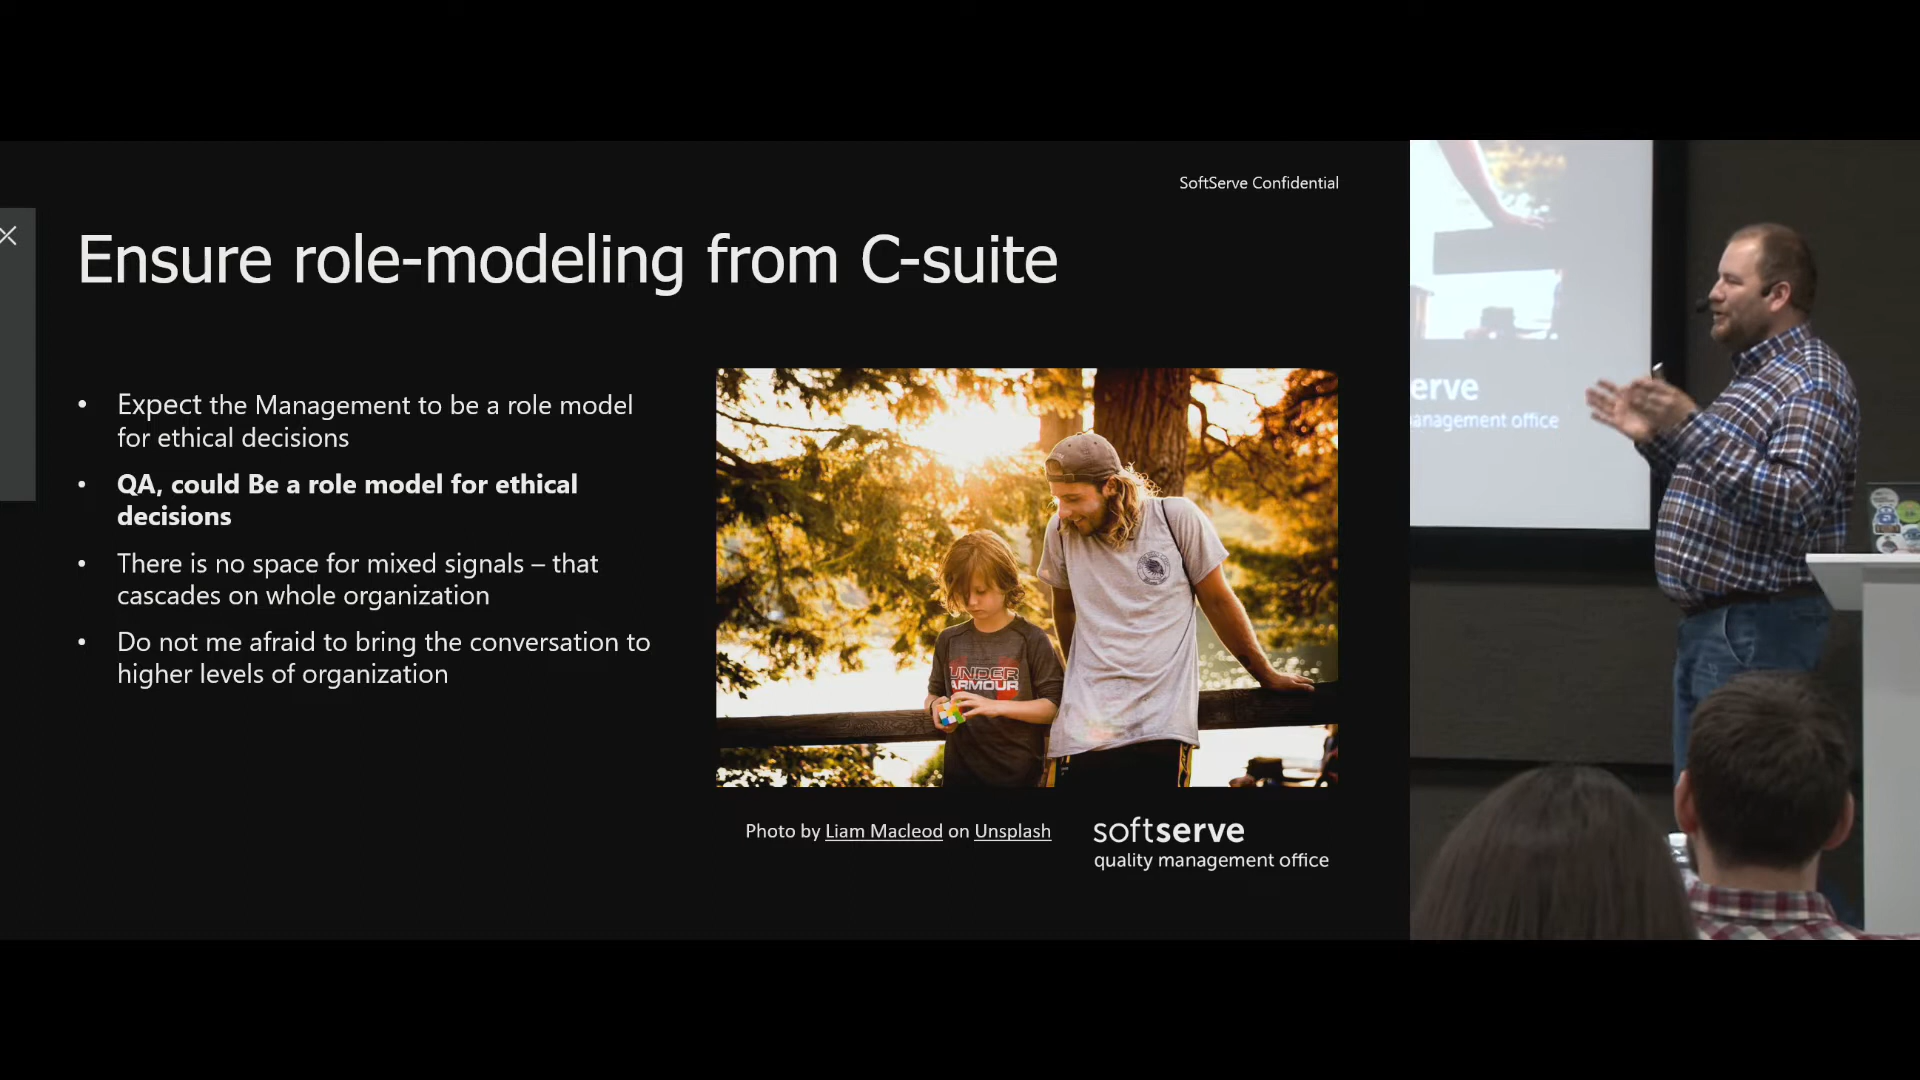 SoftServe Confidential
Ensure role-modeling from C-suite
• Expect the Management to be a role model
for ethical decisions
• QA, could Be a role model for ethical
decisions
• There is no space for mixed signals – that
cascades on whole organization
• Do not me afraid to bring the conversation to
higher levels of organization
UNDER
ARMOUR
Photo by Liam Macleod on Unsplash
softserve
quality management office
erve
anagement office